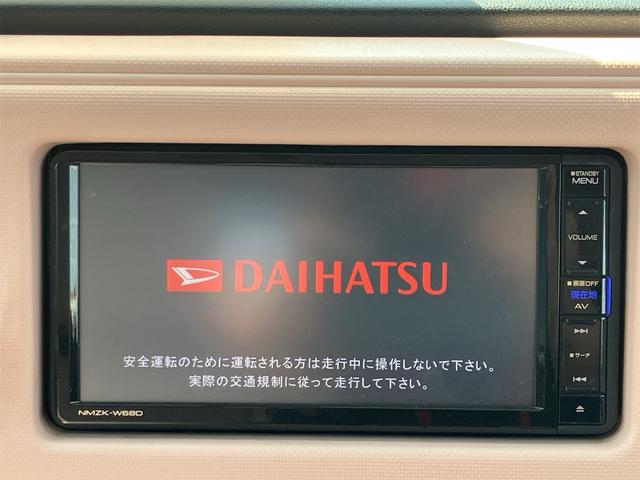 DAIHATSU
安全運転のために運転される方は走行中に操作しないで下さい。
実際の交通規制に従って走行して下さい。
NMZK-W68D
STANDBY
MENU
VOLUME
画面OFF
現在地
AV
サーチ